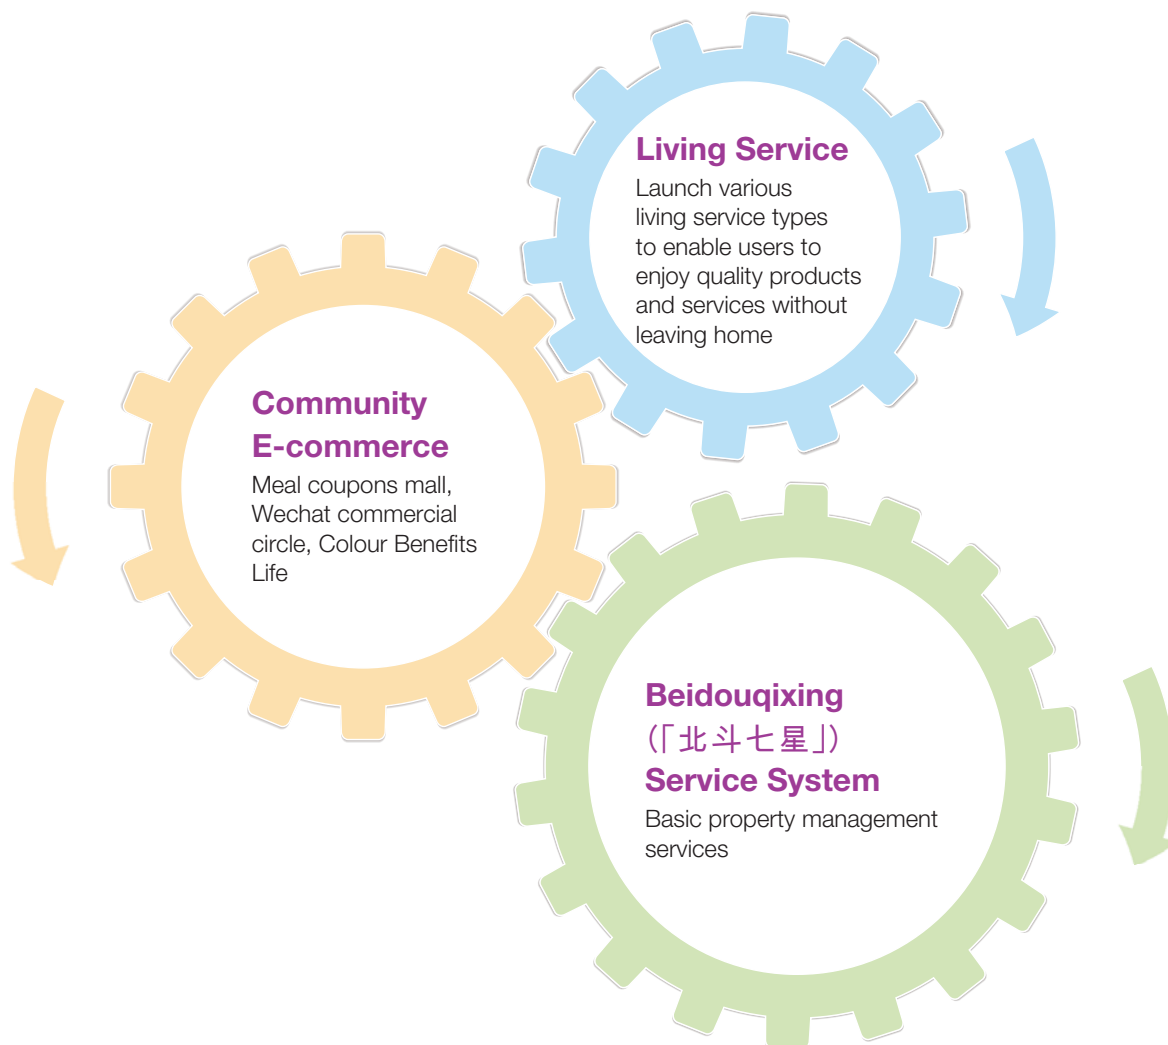 Living Service
Launch various
living service types
to enable users to
enjoy quality products
and services without
leaving home
Community
E-commerce
Meal coupons mall,
Wechat commercial
circle, Colour Benefits
Life
Beidouqixing
(「北斗七星」)
Service System
Basic property management
services